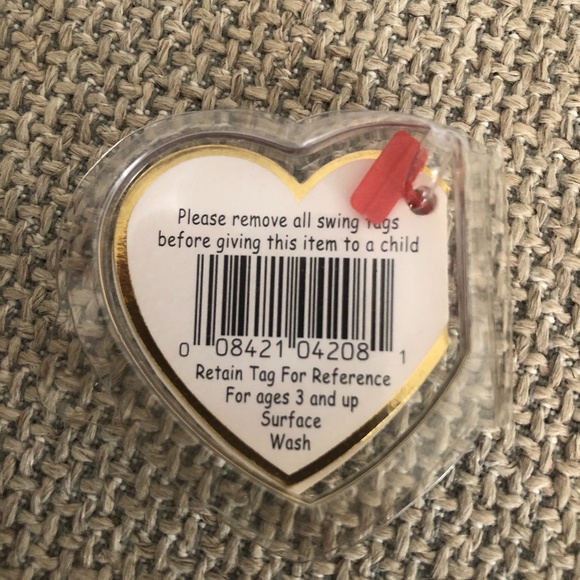 Please remove all swing tags
before giving this item to a child
0 08421 04208 1
Retain Tag For Reference
For ages 3 and up
Surface
Wash